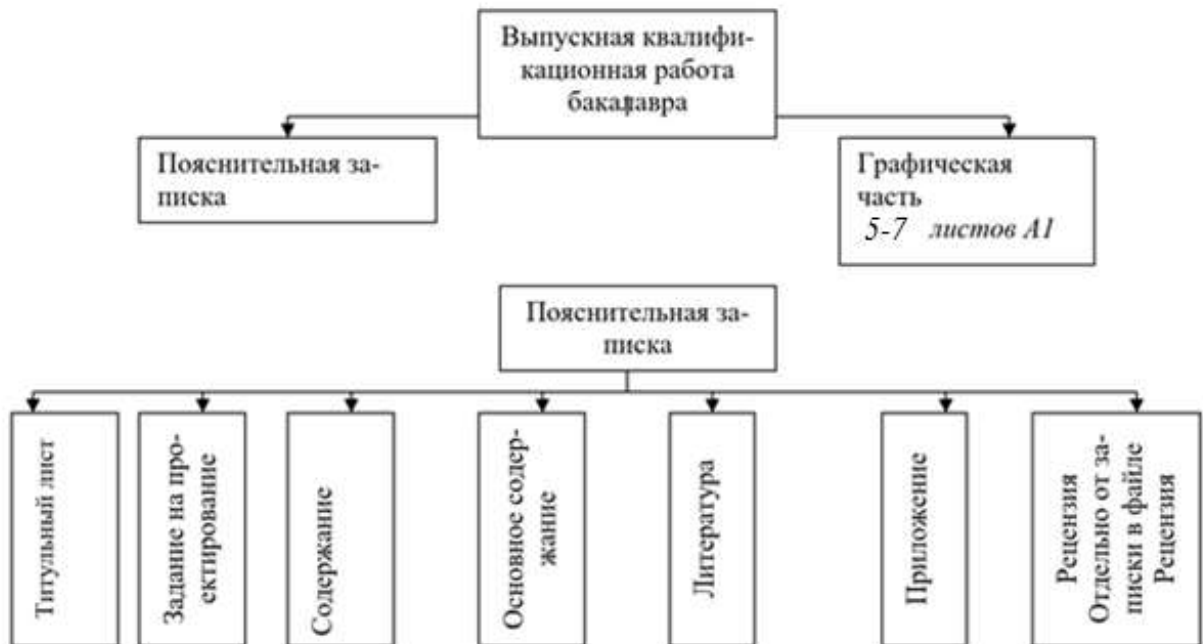 Выпускная квалифи-
кационная работа
бакалавра
Пояснительная за-
писка
Графическая
часть
5-7 листов А1
Пояснительная за-
писка
Титульный лист
Задание на про-
ектирование
Содержание
Основное содер-
жание
Литература
Приложение
Рецензия
Отдельно от за-
писки в файле
Рецензия